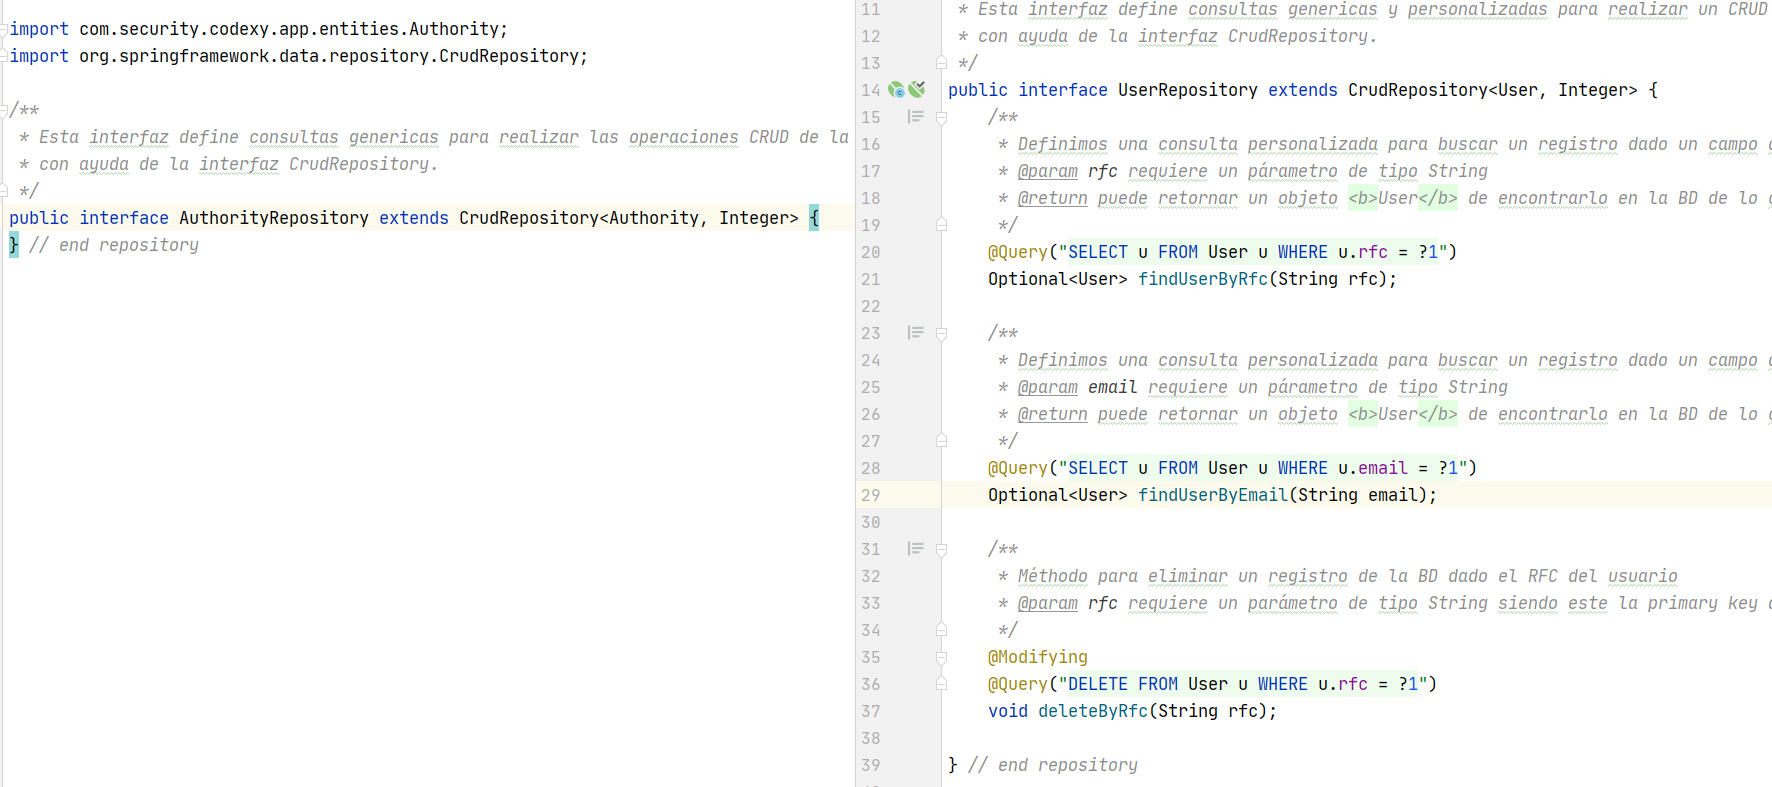 import com.security.codexy.app.entities.Authority;
import org.springframework.data.repository.CrudRepository;
/**
* Esta interfaz define consultas genericas para realizar las operaciones CRUD de la
* con ayuda de la interfaz CrudRepository.
*/
public interface AuthorityRepository extends CrudRepository<Authority, Integer> {
} // end repository
11 * Esta interfaz define consultas genericas y personalizadas para realizar un CRUD
12 * con ayuda de la interfaz CrudRepository.
13 */
14 public interface UserRepository extends CrudRepository<User, Integer> {
15 /**
16 * Definimos una consulta personalizada para buscar un registro dado un campo
17 * @param rfc requiere un párametro de tipo String
18 * @return puede retornar un objeto <b>User</b> de encontrarlo en la BD de lo
19 */
20 @Query("SELECT u FROM User u WHERE u.rfc = ?1")
21 Optional<User> findUserByRfc(String rfc);
22
23 /**
24 * Definimos una consulta personalizada para buscar un registro dado un campo
25 * @param email requiere un párametro de tipo String
26 * @return puede retornar un objeto <b>User</b> de encontrarlo en la BD de lo
27 */
28 @Query("SELECT u FROM User u WHERE u.email = ?1")
29 Optional<User> findUserByEmail(String email);
30
31 /**
32 * Méthodo para eliminar un registro de la BD dado el RFC del usuario
33 * @param rfc requiere un parámetro de tipo String siendo este la primary key
34 */
35 @Modifying
36 @Query("DELETE FROM User u WHERE u.rfc = ?1")
37 void deleteByRfc(String rfc);
38
39 } // end repository